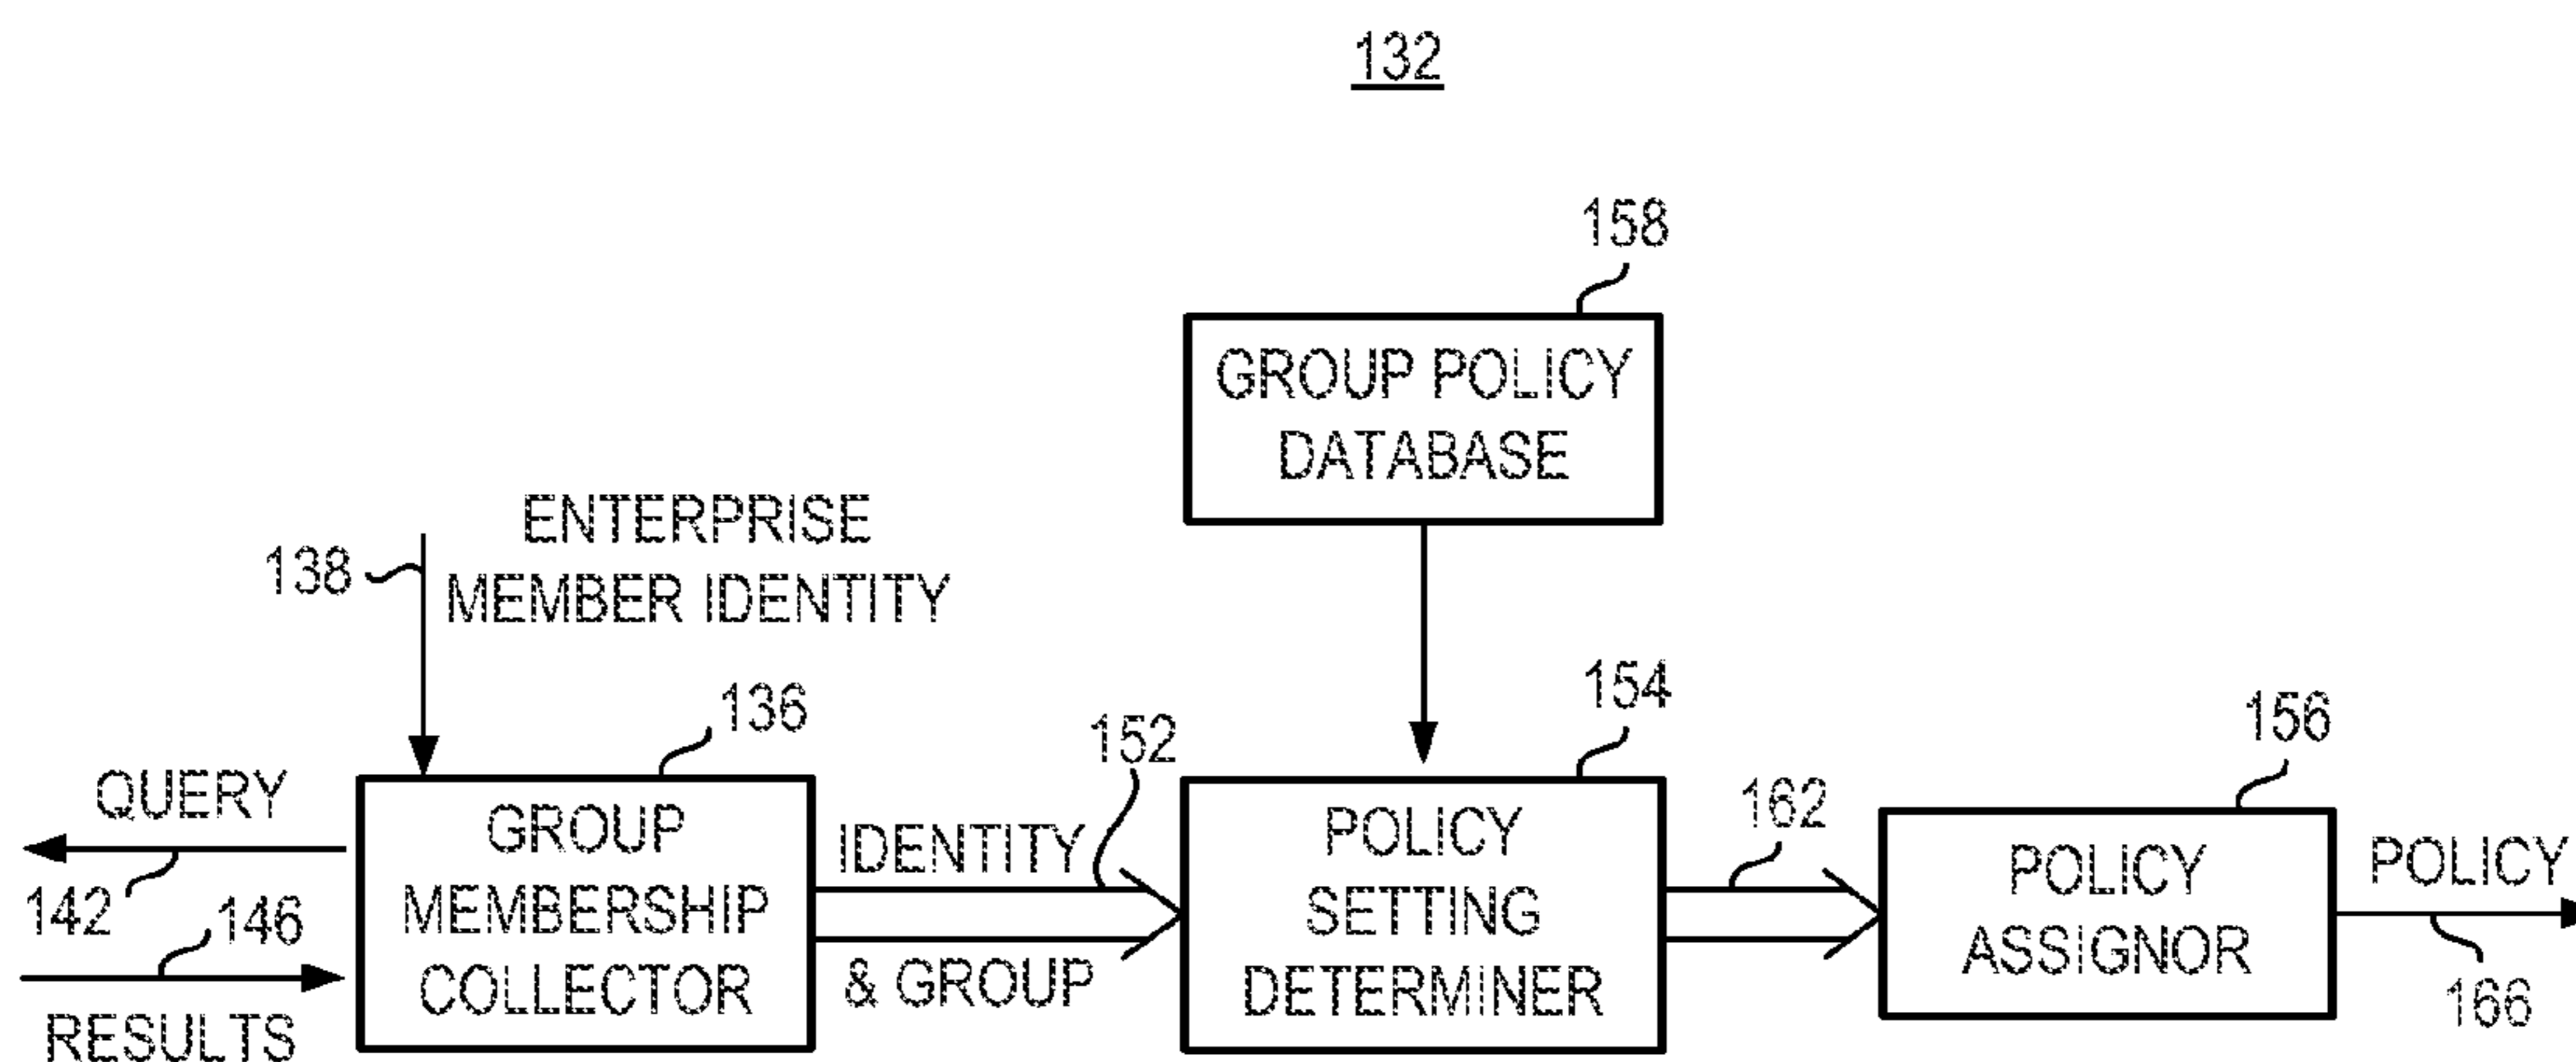 132
158
GROUP POLICY
DATABASE
ENTERPRISE
138
MEMBER IDENTITY
136
152
154
156
QUERY
142
146
RESULTS
GROUP
MEMBERSHIP
COLLECTOR
IDENTITY
& GROUP
POLICY
SETTING
DETERMINER
162
POLICY
ASSIGNOR
POLICY
166